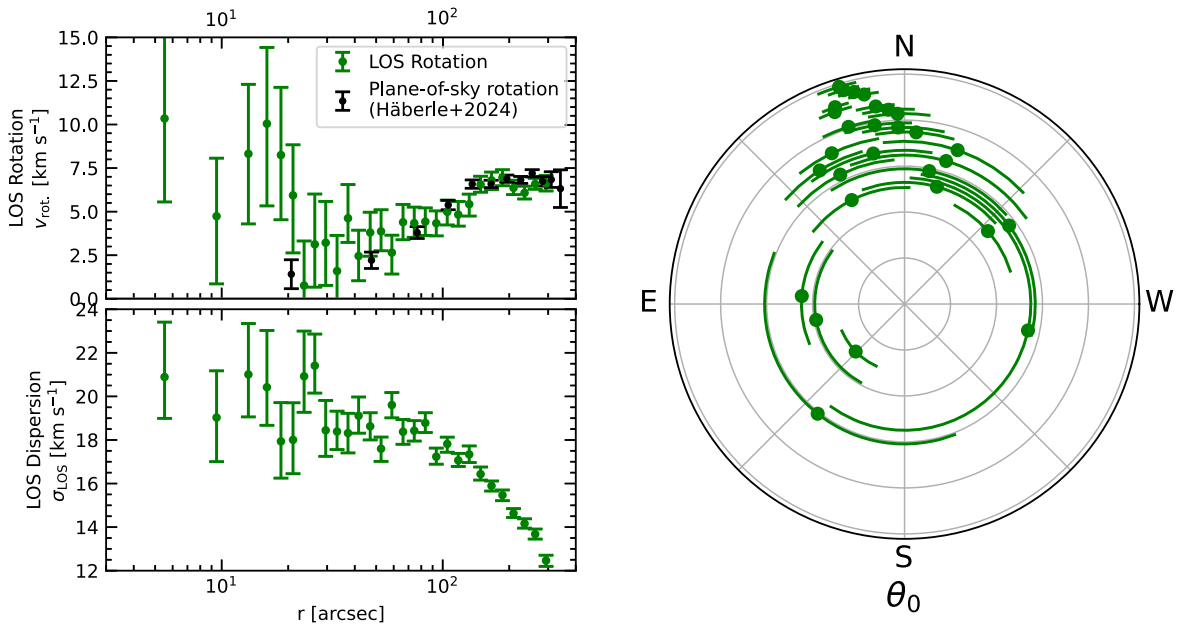 10¹ 10²
15.0
12.5
10.0
7.5
5.0
2.5
0.0
LOS Rotation
v_rot. [km s⁻¹]
LOS Rotation
Plane-of-sky rotation
(Häberle+2024)
24
22
20
18
16
14
12
LOS Dispersion
σ_LOS [km s⁻¹]
10¹ 10²
r [arcsec]
N
E W
S
θ₀